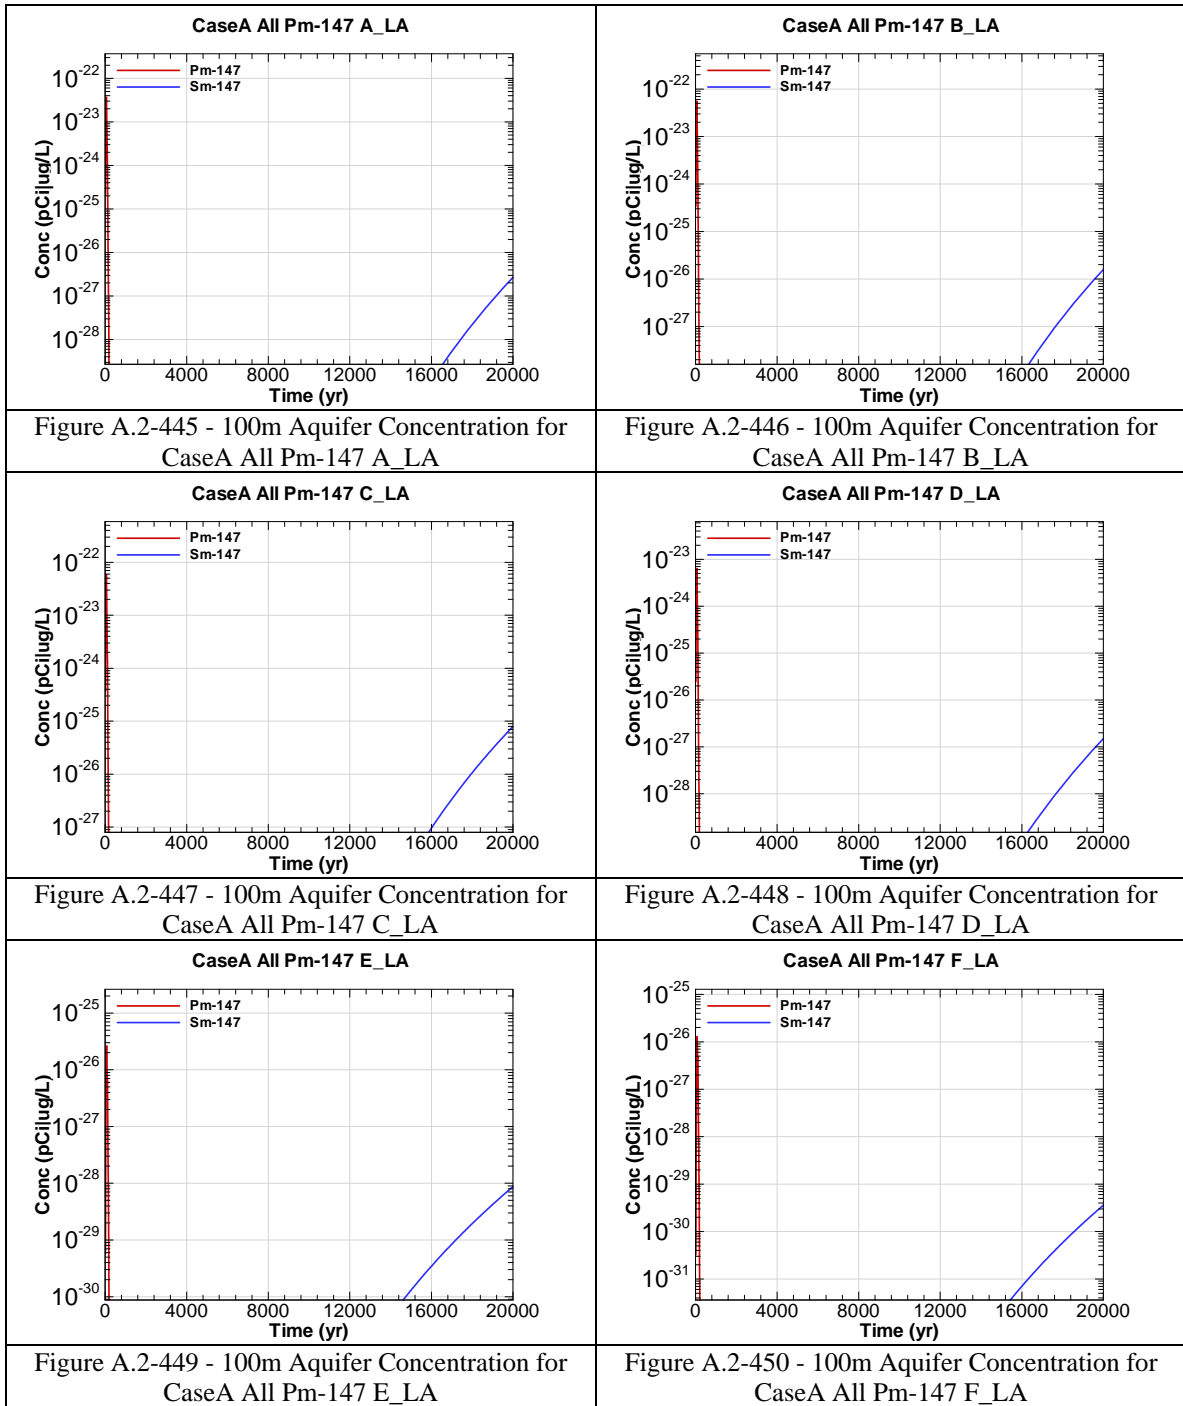 CaseA All Pm-147 A_LA
Pm-147
Sm-147
Conc (pCi|ug/L)
10-22
10-23
10-24
10-25
10-26
10-27
10-28
0 4000 8000 12000 16000 20000
Time (yr)
Figure A.2-445 - 100m Aquifer Concentration for
CaseA All Pm-147 A_LA
CaseA All Pm-147 B_LA
Pm-147
Sm-147
Conc (pCi|ug/L)
10-22
10-23
10-24
10-25
10-26
10-27
0 4000 8000 12000 16000 20000
Time (yr)
Figure A.2-446 - 100m Aquifer Concentration for
CaseA All Pm-147 B_LA
CaseA All Pm-147 C_LA
Pm-147
Sm-147
Conc (pCi|ug/L)
10-22
10-23
10-24
10-25
10-26
10-27
0 4000 8000 12000 16000 20000
Time (yr)
Figure A.2-447 - 100m Aquifer Concentration for
CaseA All Pm-147 C_LA
CaseA All Pm-147 D_LA
Pm-147
Sm-147
Conc (pCi|ug/L)
10-23
10-24
10-25
10-26
10-27
10-28
0 4000 8000 12000 16000 20000
Time (yr)
Figure A.2-448 - 100m Aquifer Concentration for
CaseA All Pm-147 D_LA
CaseA All Pm-147 E_LA
Pm-147
Sm-147
Conc (pCi|ug/L)
10-25
10-26
10-27
10-28
10-29
10-30
0 4000 8000 12000 16000 20000
Time (yr)
Figure A.2-449 - 100m Aquifer Concentration for
CaseA All Pm-147 E_LA
CaseA All Pm-147 F_LA
Pm-147
Sm-147
Conc (pCi|ug/L)
10-25
10-26
10-27
10-28
10-29
10-30
10-31
0 4000 8000 12000 16000 20000
Time (yr)
Figure A.2-450 - 100m Aquifer Concentration for
CaseA All Pm-147 F_LA